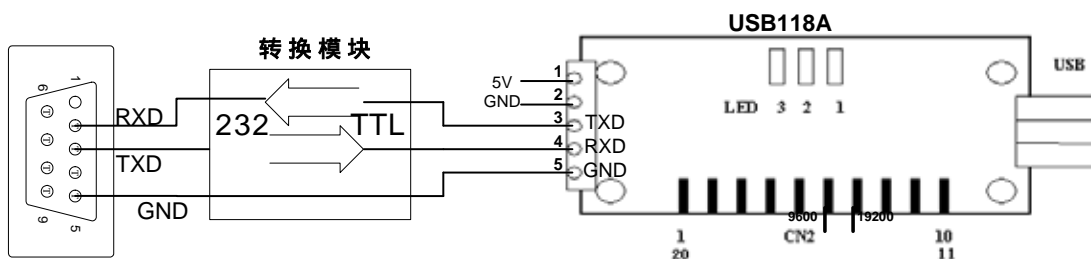 USB118A
转换模块
USB
1
5V
GND
2
LED 3 2 1
1
6
RXD
232
TTL
3
TXD
TXD
4
RXD
5
GND
GND
9
5
9600
19200
1
CN2
10
20
11
T
T
T
T